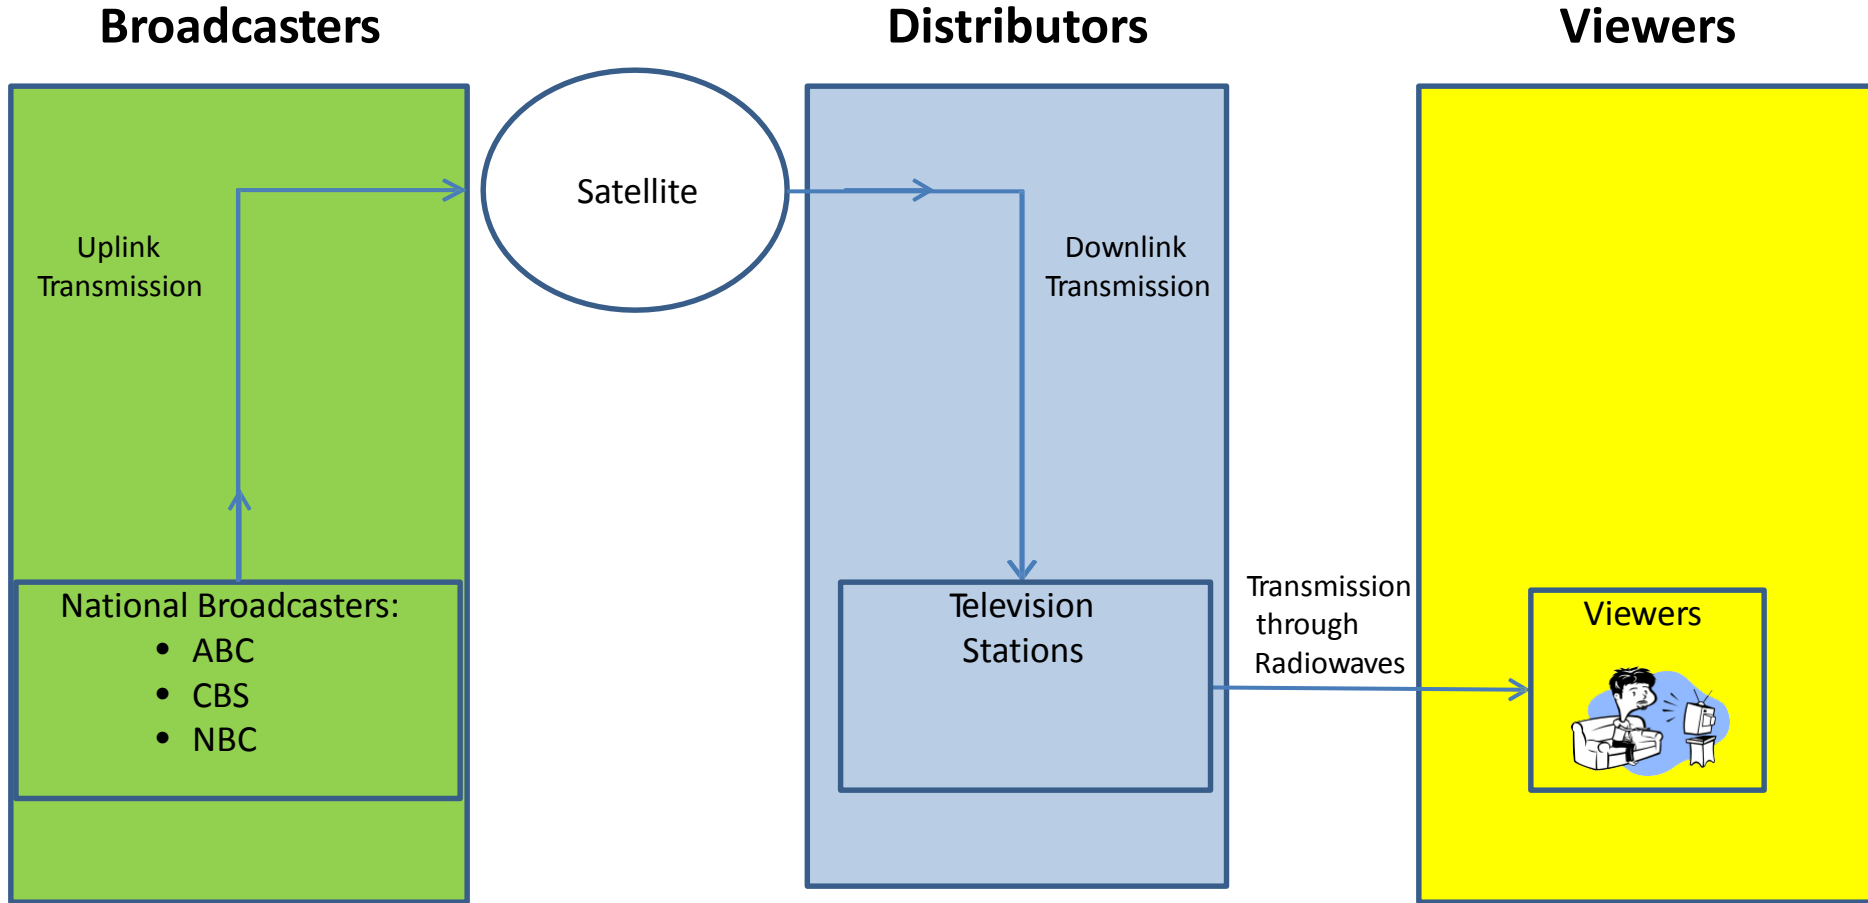 Broadcasters
Distributors
Viewers
Satellite
Uplink
Transmission
Downlink
Transmission
National Broadcasters:
• ABC
• CBS
• NBC
Television
Stations
Transmission
through
Radiowaves
Viewers